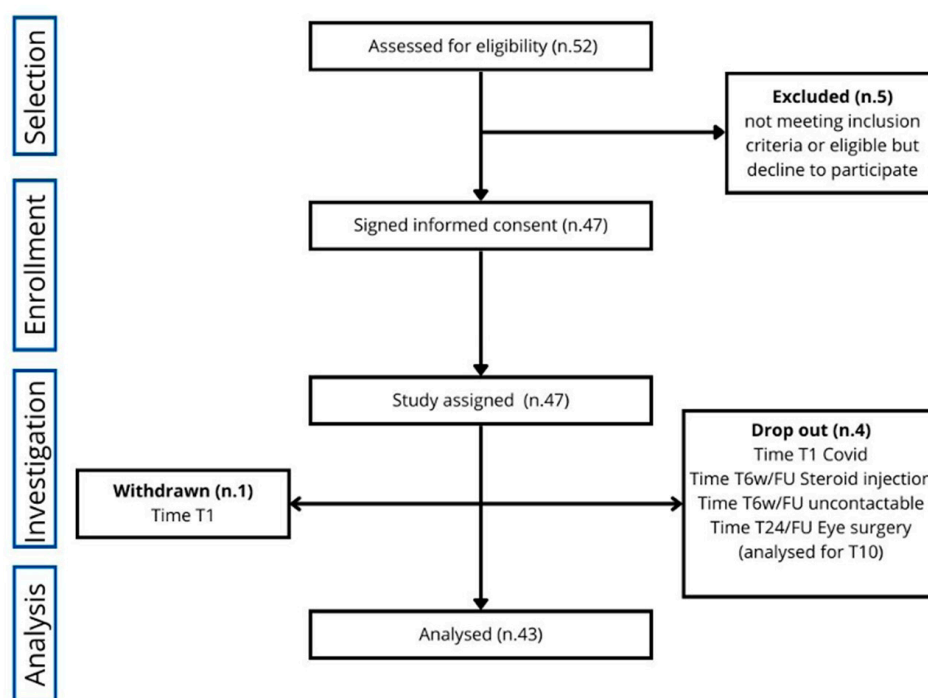 Selection
Assessed for eligibility (n.52)
Excluded (n.5)
not meeting inclusion
criteria or eligible but
decline to participate
Enrollment
Signed informed consent (n.47)
Investigation
Study assigned (n.47)
Withdrawn (n.1)
Time T1
Drop out (n.4)
Time T1 Covid
Time T6w/FU Steroid injection
Time T6w/FU uncontactable
Time T24/FU Eye surgery
(analysed for T10)
Analysis
Analysed (n.43)